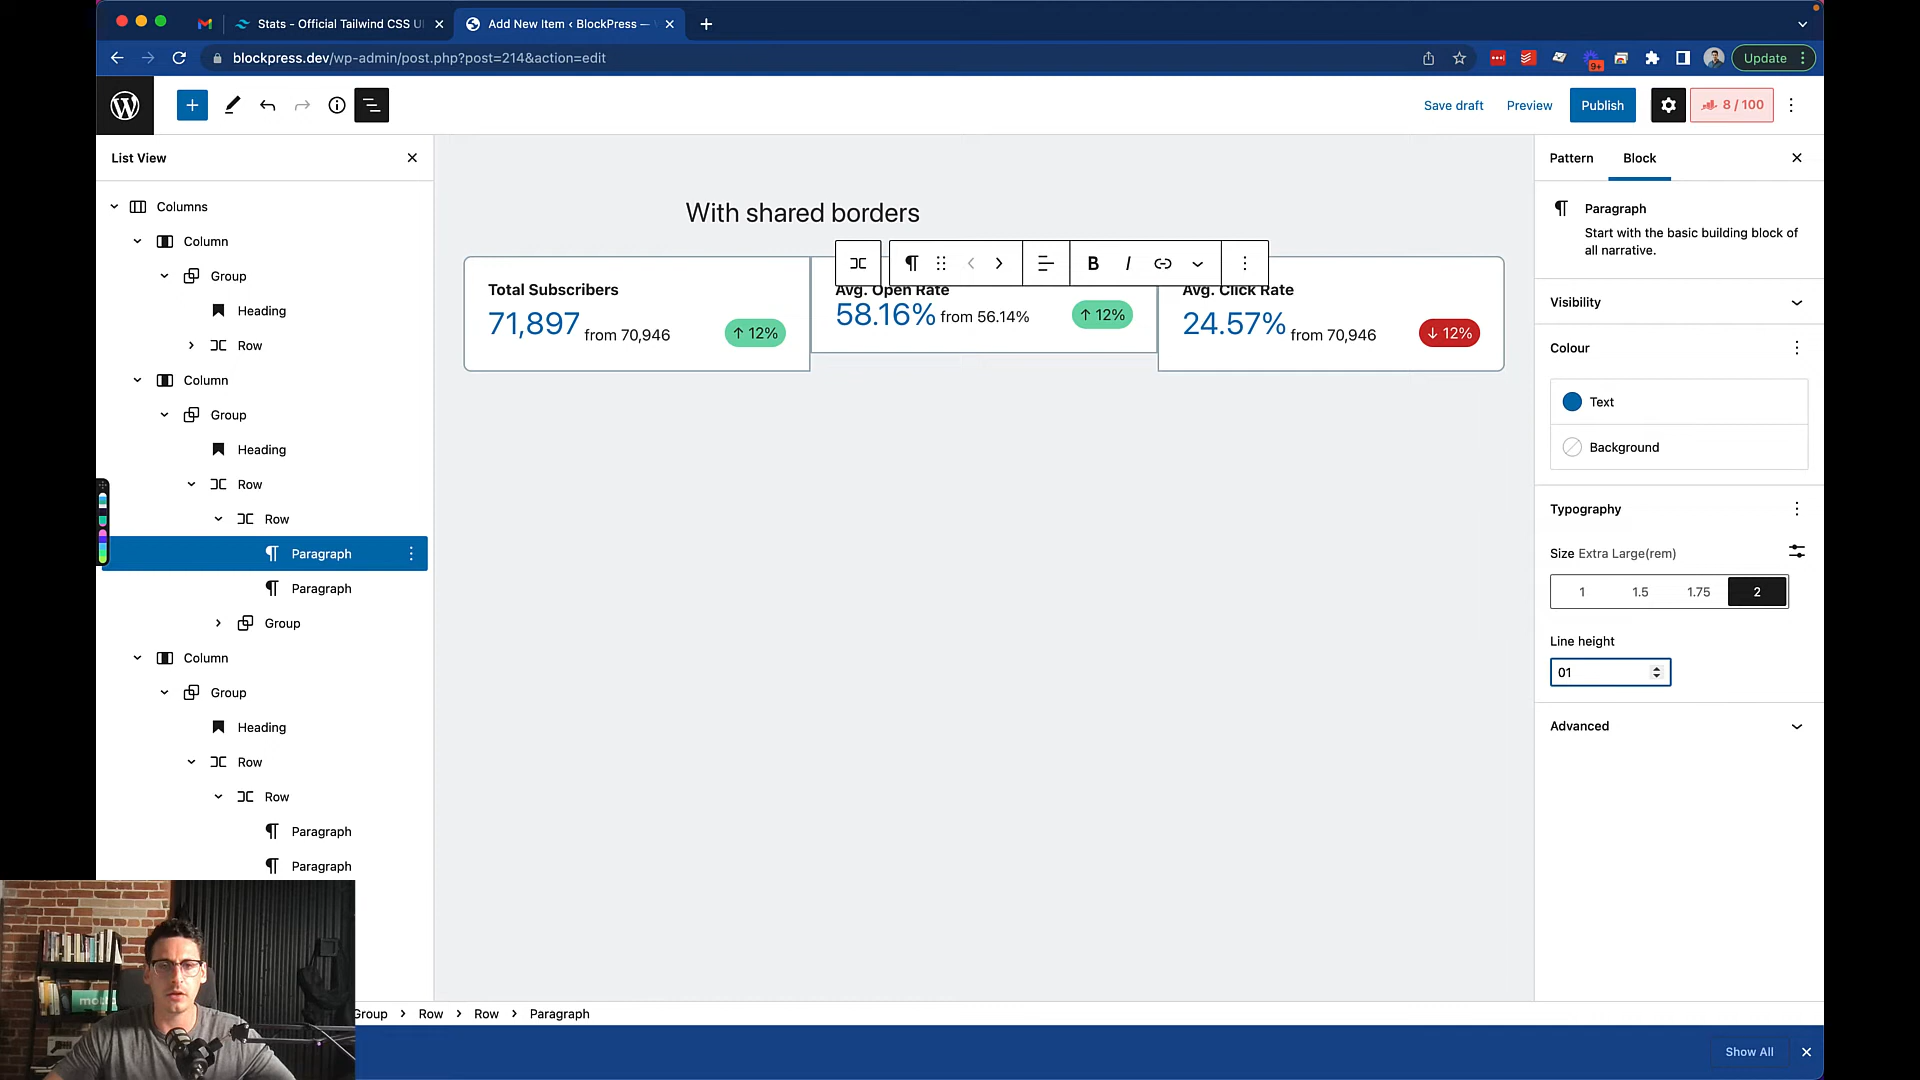 Stats - Official Tailwind CSS UI
Add New Item ‹ BlockPress —
blockpress.dev/wp-admin/post.php?post=214&action=edit
9+
Update
Save draft
Preview
Publish
8 / 100
List View
Columns
Column
Group
Heading
Row
Column
Group
Heading
Row
Row
Paragraph
Paragraph
Group
Column
Group
Heading
Row
Row
Paragraph
Paragraph
With shared borders
B I
Total Subscribers
71,897 from 70,946
↑ 12%
Avg. Open Rate
58.16% from 56.14%
↑ 12%
Avg. Click Rate
24.57% from 70,946
↓ 12%
Pattern
Block
Paragraph
Start with the basic building block of
all narrative.
Visibility
Colour
Text
Background
Typography
Size Extra Large(rem)
1 1.5 1.75 2
Line height
01
Advanced
Group > Row > Row > Paragraph
Show All